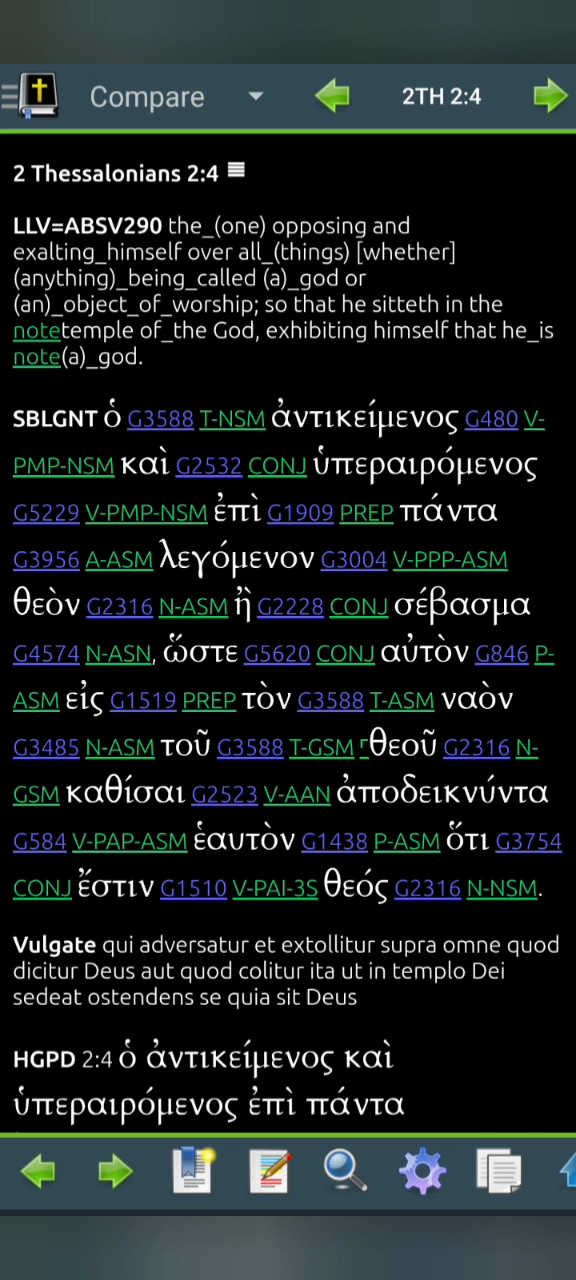 Compare
2TH 2:4
2 Thessalonians 2:4
LLV=ABSV290 the_(one) opposing and
exalting_himself over all_(things) [whether]
(anything)_being_called (a)_god or
(an)_object_of_worship; so that he sitteth in the
notetemple of_the God, exhibiting himself that he_is
note(a)_god.
SBLGNT ὁ G3588 T-NSM ἀντικείμενος G480 V-
PMP-NSM καὶ G2532 CONJ ὑπεραιρόμενος
G5229 V-PMP-NSM ἐπὶ G1909 PREP πάντα
G3956 A-ASM λεγόμενον G3004 V-PPP-ASM
θεὸν G2316 N-ASM ἢ G2228 CONJ σέβασμα
G4574 N-ASN, ὥστε G5620 CONJ αὐτὸν G846 P-
ASM εἰς G1519 PREP τὸν G3588 T-ASM ναὸν
G3485 N-ASM τοῦ G3588 T-GSM ⸀θεοῦ G2316 N-
GSM καθίσαι G2523 V-AAN ἀποδεικνύντα
G584 V-PAP-ASM ἑαυτὸν G1438 P-ASM ὅτι G3754
CONJ ἔστιν G1510 V-PAI-3S θεός G2316 N-NSM.
Vulgate qui adversatur et extollitur supra omne quod
dicitur Deus aut quod colitur ita ut in templo Dei
sedeat ostendens se quia sit Deus
HGPD 2:4 ὁ ἀντικείμενος καὶ
ὑπεραιρόμενος ἐπὶ πάντα